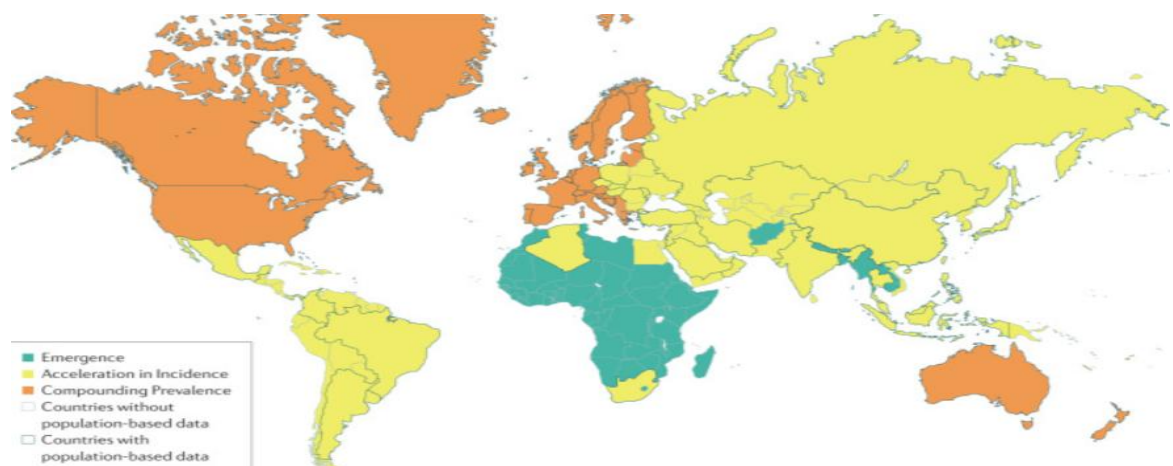 Emergence
Acceleration in Incidence
Compounding Prevalence
Countries without
population-based data
Countries with
population-based data